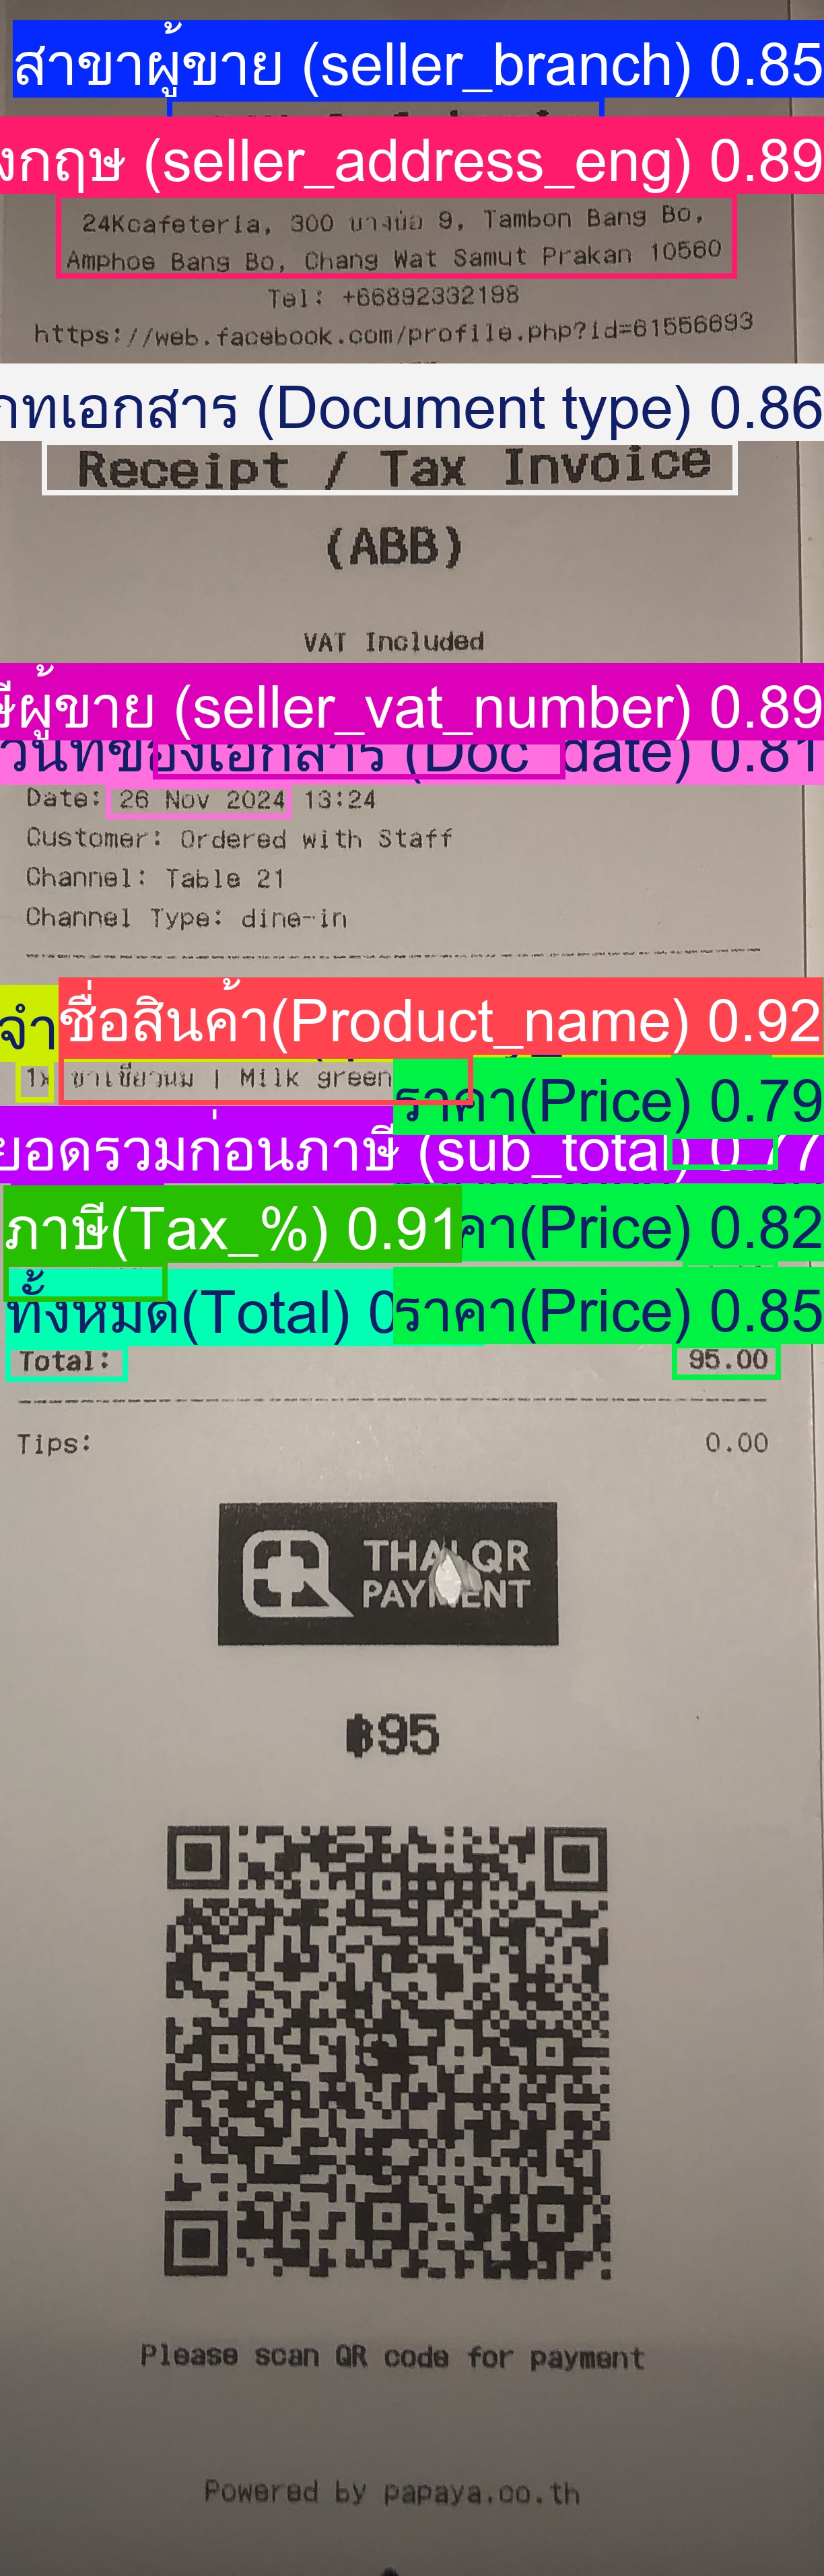 สาขาผู้ขาย (seller_branch) 0.85
งกฤษ (seller_address_eng) 0.89
24Kcafeteria, 300 บางบ่อ 9, Tambon Bang Bo,
Amphoe Bang Bo, Chang Wat Samut Prakan 10560
Tel: +66892332198
https://web.facebook.com/profile.php?id=61556693
ทเอกสาร (Document type) 0.86
Receipt / Tax Invoice
(ABB)
VAT Included
ผู้ขาย (seller_vat_number) 0.89
วันที่ของเอกสาร (Doc date) 0.81
Date: 26 Nov 2024 13:24
Customer: Ordered with Staff
Channel: Table 21
Channel Type: dine-in
จำ ชื่อสินค้า(Product_name) 0.92
1x ชาเขียวนม | Milk green
ราคา(Price) 0.79
ยอดรวมก่อนภาษี (sub_total) 0.77
ภาษี(Tax_%) 0.91 คา(Price) 0.82
ทั้งหมด(Total) ราคา(Price) 0.85
Total: 95.00
Tips: 0.00
THAI QR
PAYMENT
฿95
Please scan QR code for payment
Powered by papaya.co.th